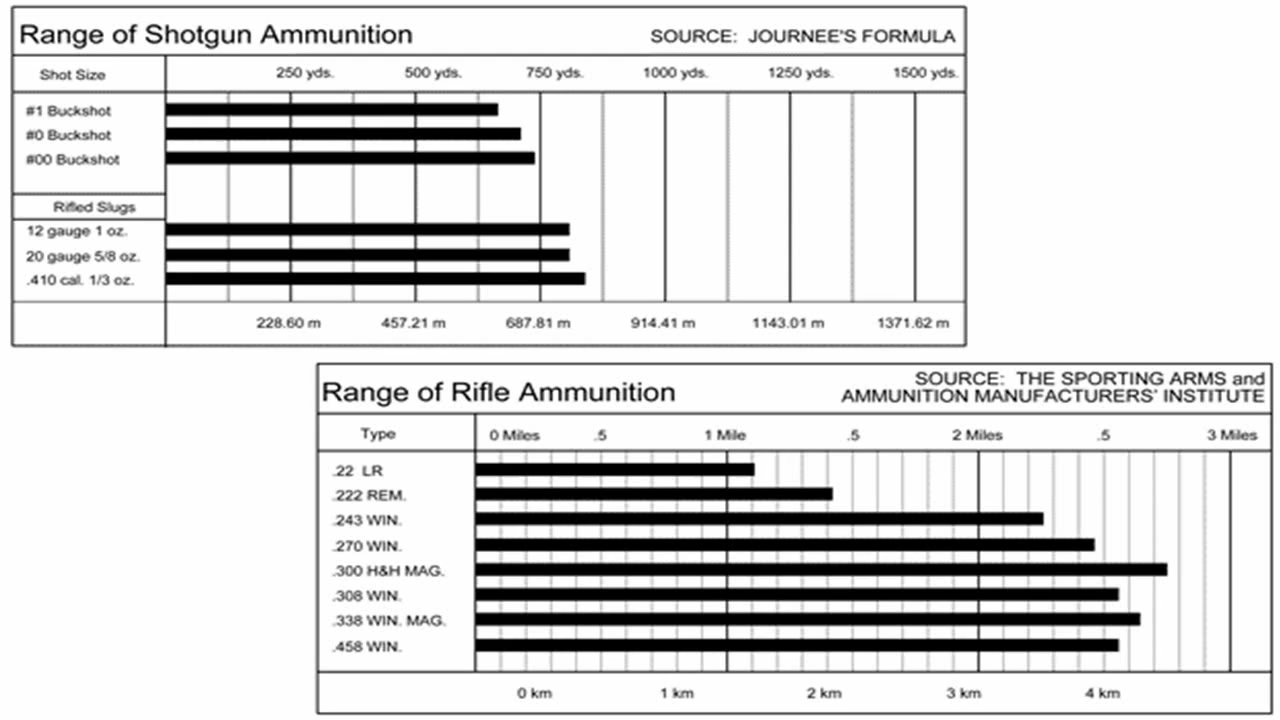 Range of Shotgun Ammunition SOURCE: JOURNEE'S FORMULA
Shot Size 250 yds. 500 yds. 750 yds. 1000 yds. 1250 yds. 1500 yds.
#1 Buckshot
#0 Buckshot
#00 Buckshot
Rifled Slugs
12 gauge 1 oz.
20 gauge 5/8 oz.
.410 cal. 1/3 oz.
228.60 m 457.21 m 687.81 m 914.41 m 1143.01 m 1371.62 m
Range of Rifle Ammunition
SOURCE: THE SPORTING ARMS and
AMMUNITION MANUFACTURERS' INSTITUTE
Type 0 Miles .5 1 Mile .5 2 Miles .5 3 Miles
.22 LR
.222 REM.
.243 WIN.
.270 WIN.
.300 H&H MAG.
.308 WIN.
.338 WIN. MAG.
.458 WIN.
0 km 1 km 2 km 3 km 4 km